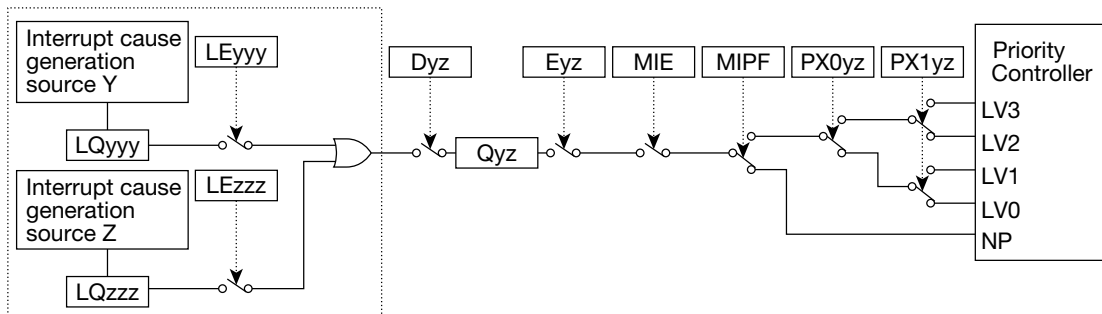 Interrupt cause
generation
source Y
LEyyy
LQyyy
Interrupt cause
generation
source Z
LEzzz
LQzzz
Dyz
Qyz
Eyz
MIE
MIPF
PX0yz
PX1yz
Priority
Controller
LV3
LV2
LV1
LV0
NP